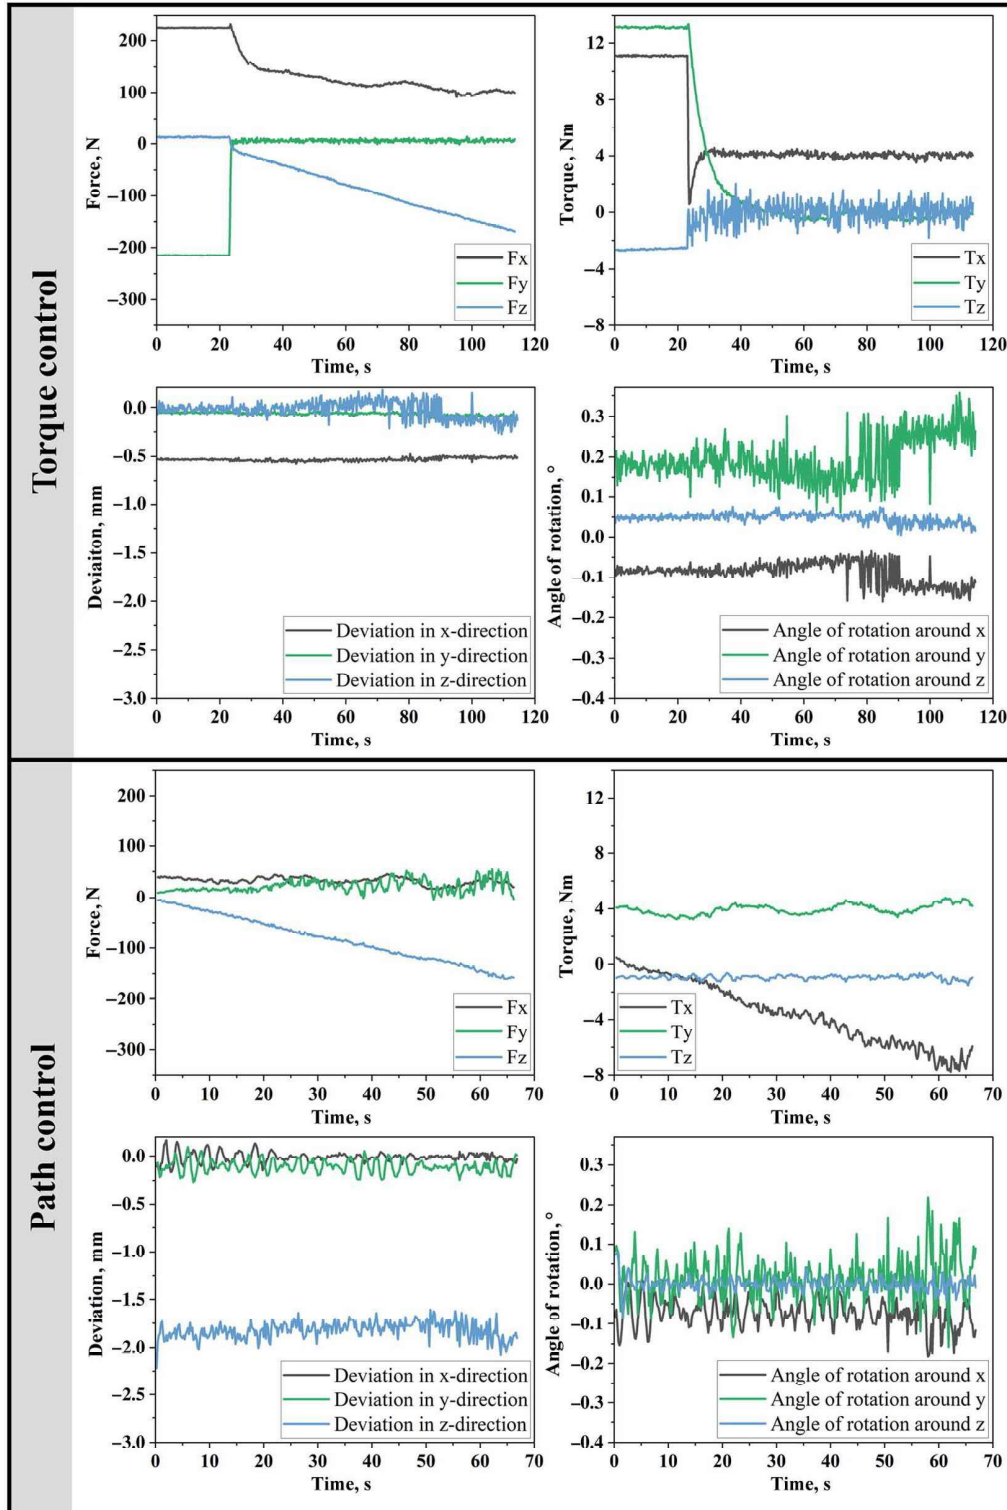 Torque control
Force, N
200
100
0
−100
−200
−300
Fx
Fy
Fz
0 20 40 60 80 100 120
Time, s
Torque, Nm
12
8
4
0
−4
−8
Tx
Ty
Tz
0 20 40 60 80 100 120
Time, s
Deviaiton, mm
0.0
−0.5
−1.0
−1.5
−2.0
−2.5
−3.0
Deviation in x-direction
Deviation in y-direction
Deviation in z-direction
0 20 40 60 80 100 120
Time, s
Angle of rotation, °
0.3
0.2
0.1
0.0
−0.1
−0.2
−0.3
−0.4
Angle of rotation around x
Angle of rotation around y
Angle of rotation around z
0 20 40 60 80 100 120
Time, s
Path control
Force, N
200
100
50
0
−100
−150
−300
Fx
Fy
Fz
0 10 20 30 40 50 60 70
Time, s
Torque, Nm
12
8
4
0
−4
−8
Tx
Ty
Tz
0 10 20 30 40 50 60 70
Time, s
Deviation, mm
0.0
−0.5
−1.0
−1.5
−2.0
−2.5
−3.0
Deviation in x-direction
Deviation in y-direction
Deviation in z-direction
0 10 20 30 40 50 60 70
Time, s
Angle of rotation, °
0.3
0.2
0.1
0.0
−0.1
−0.2
−0.3
−0.4
Angle of rotation around x
Angle of rotation around y
Angle of rotation around z
0 10 20 30 40 50 60 70
Time, s